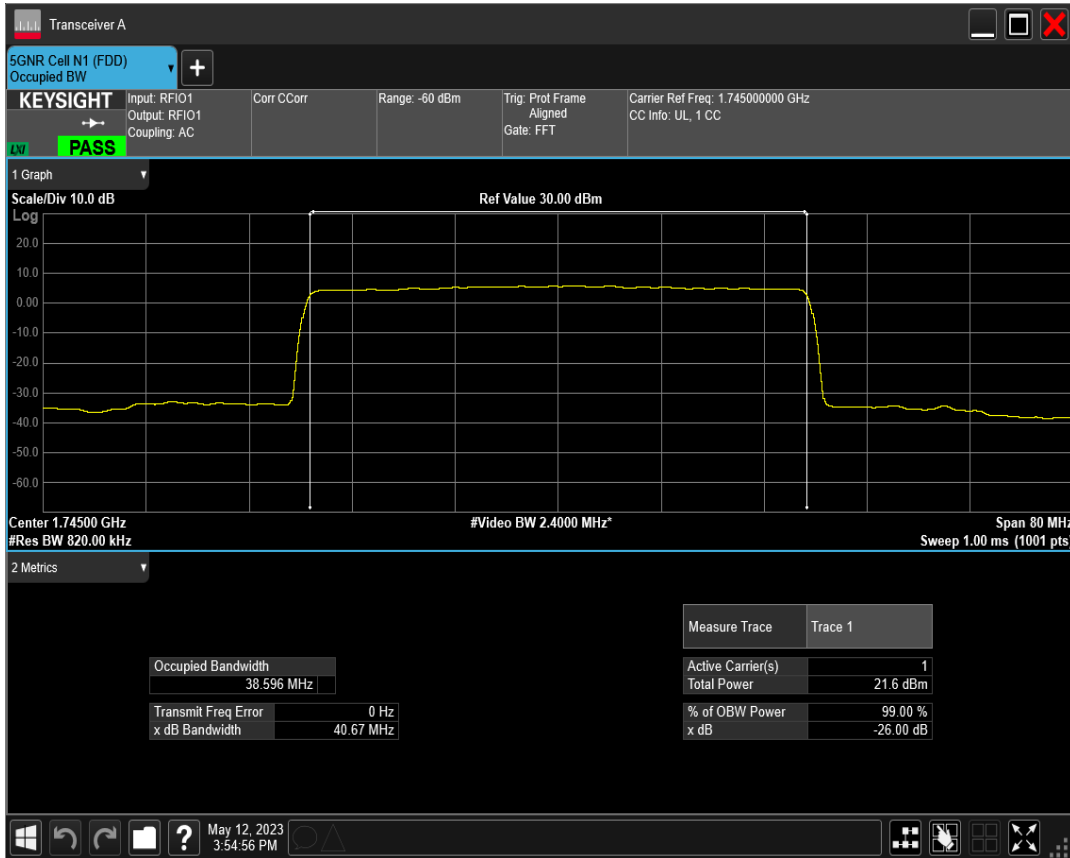 Transceiver A
5GNR Cell N1 (FDD)
Occupied BW
+
KEYSIGHT
LXI
PASS
Input: RFIO1
Output: RFIO1
Coupling: AC
Corr CCorr
Range: -60 dBm
Trig: Prot Frame
Aligned
Gate: FFT
Carrier Ref Freq: 1.745000000 GHz
CC Info: UL, 1 CC
1 Graph
Scale/Div 10.0 dB
Ref Value 30.00 dBm
Log
20.0
10.0
0.00
-10.0
-20.0
-30.0
-40.0
-50.0
-60.0
Center 1.74500 GHz
#Video BW 2.4000 MHz*
Span 80 MHz
#Res BW 820.00 kHz
Sweep 1.00 ms (1001 pts)
2 Metrics
Measure Trace Trace 1
Occupied Bandwidth
38.596 MHz
Active Carrier(s) 1
Total Power 21.6 dBm
Transmit Freq Error 0 Hz
x dB Bandwidth 40.67 MHz
% of OBW Power 99.00 %
x dB -26.00 dB
?
May 12, 2023
3:54:56 PM